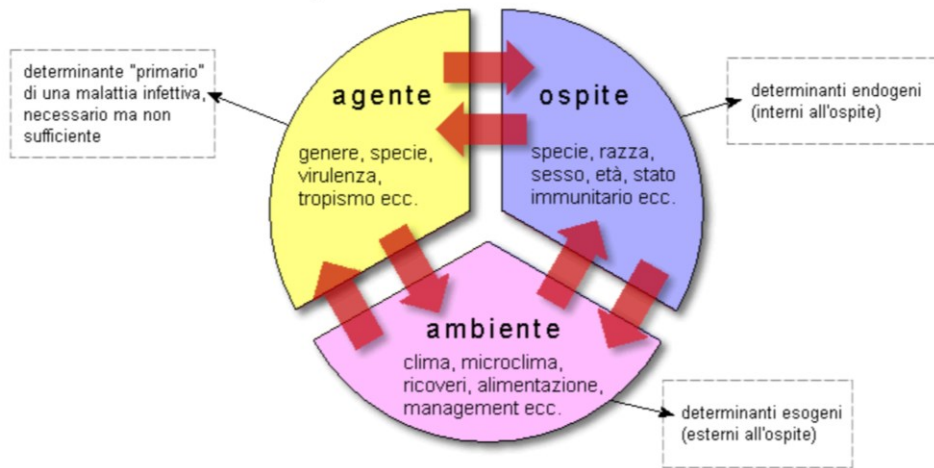 determinante "primario"
di una malattia infettiva,
necessario ma non
sufficiente
agente
genere, specie,
virulenza,
tropismo ecc.
ospite
specie, razza,
sesso, età, stato
immunitario ecc.
determinanti endogeni
(interni all'ospite)
ambiente
clima, microclima,
ricoveri, alimentazione,
management ecc.
determinanti esogeni
(esterni all'ospite)